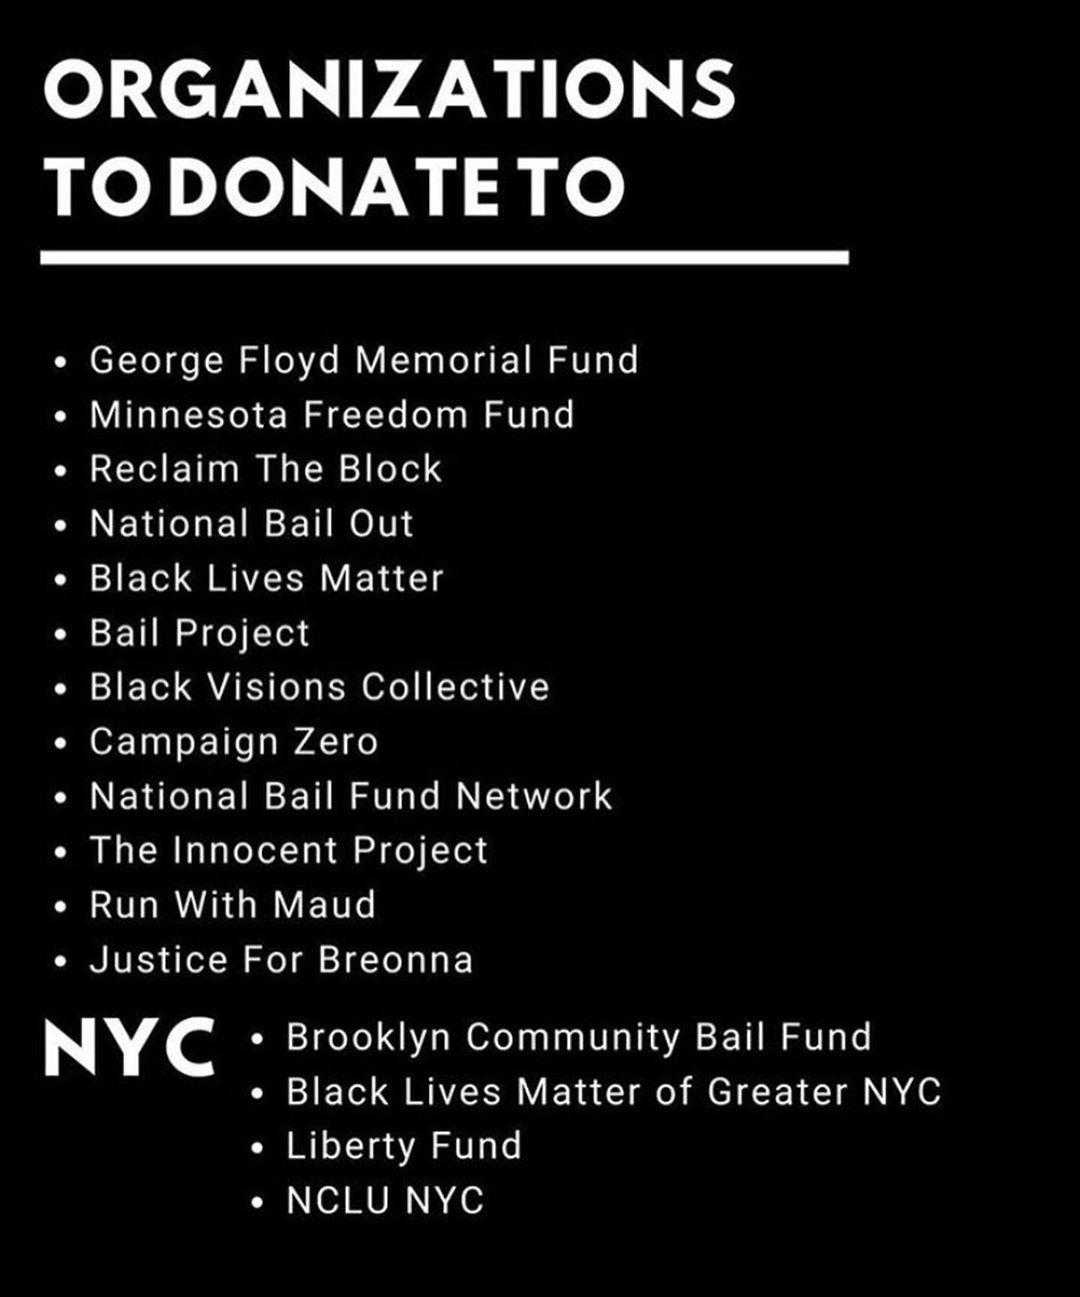 ORGANIZATIONS
TO DONATE TO
• George Floyd Memorial Fund
• Minnesota Freedom Fund
• Reclaim The Block
• National Bail Out
• Black Lives Matter
• Bail Project
• Black Visions Collective
• Campaign Zero
• National Bail Fund Network
• The Innocent Project
• Run With Maud
• Justice For Breonna
NYC
• Brooklyn Community Bail Fund
• Black Lives Matter of Greater NYC
• Liberty Fund
• NCLU NYC